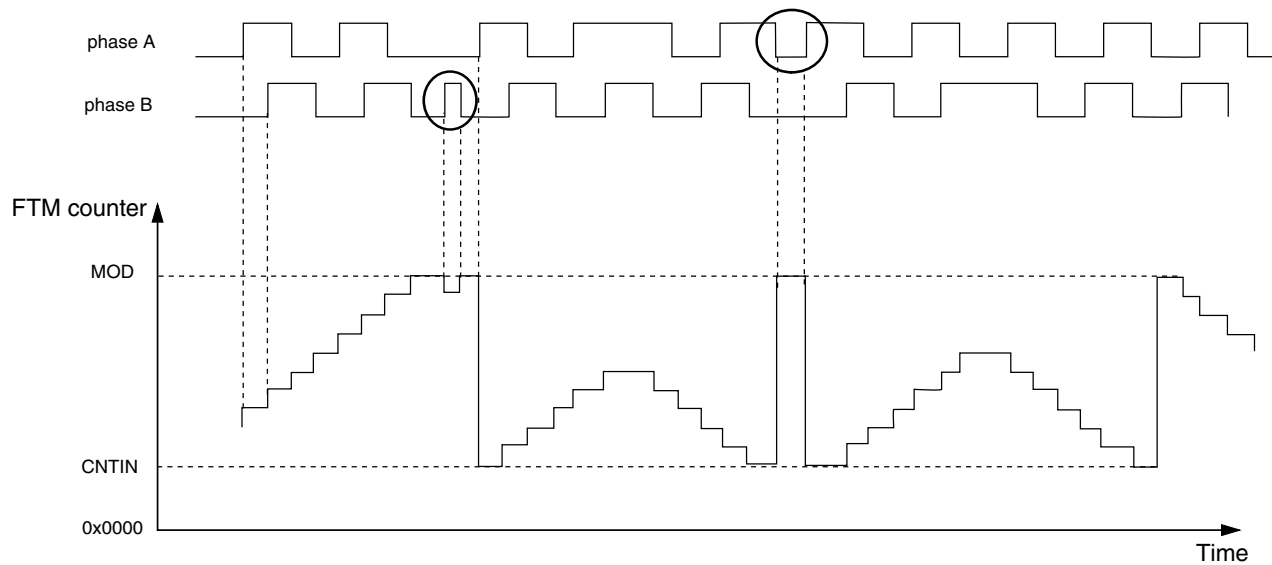 phase A
phase B
FTM counter
MOD
CNTIN
0x0000
Time